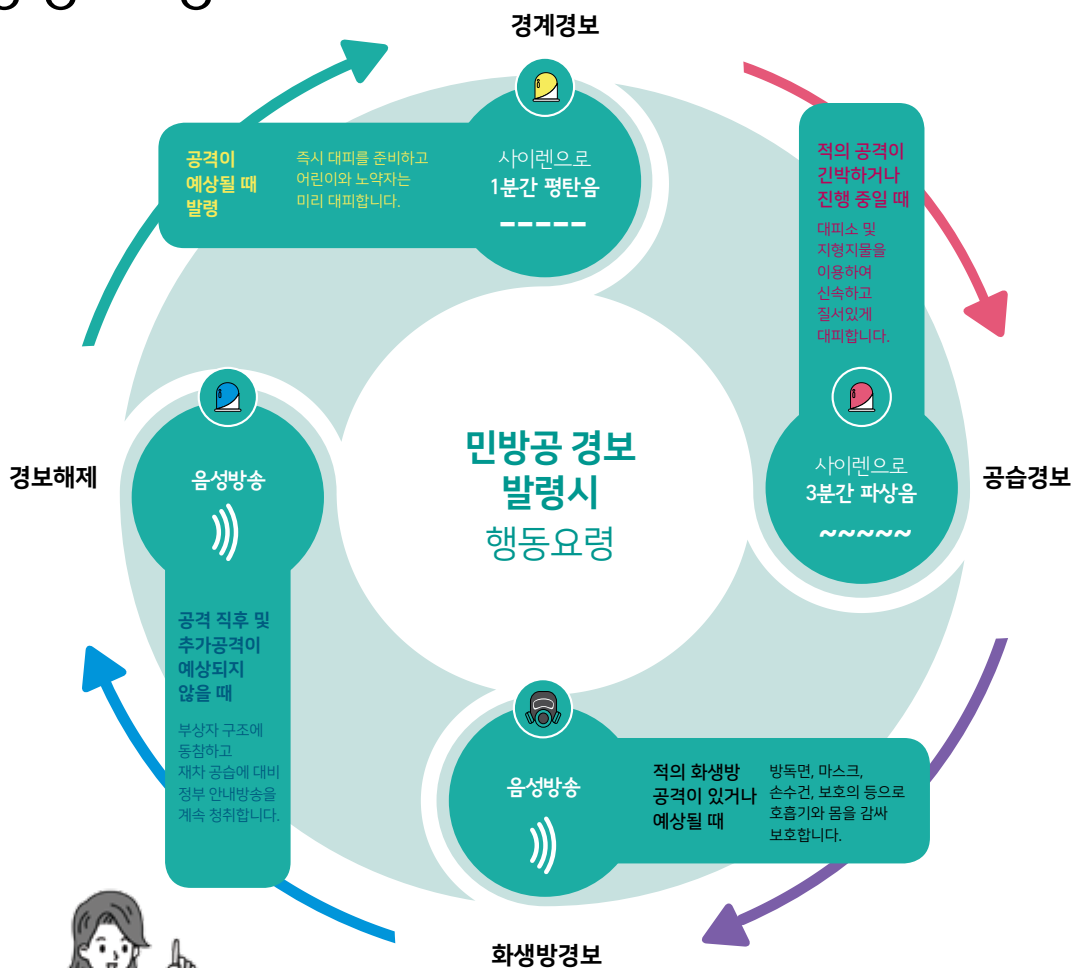 경계경보
공격이
예상될 때
발령
즉시 대피를 준비하고
어린이와 노약자는
미리 대피합니다.
사이렌으로
1분간 평탄음
적의 공격이
긴박하거나
진행 중일 때
대피소 및
지형지물을
이용하여
신속하고
질서있게
대피합니다.
사이렌으로
3분간 파상음
~~~~~
공습경보
민방공 경보
발령시
행동요령
경보해제
음성방송
공격 직후 및
추가공격이
예상되지
않을 때
부상자 구조에
동참하고
재차 공습에 대비
정부 안내방송을
계속 청취합니다.
음성방송
적의 화생방
공격이 있거나
예상될 때
방독면, 마스크,
손수건, 보호의 등으로
호흡기와 몸을 감싸
보호합니다.
화생방경보